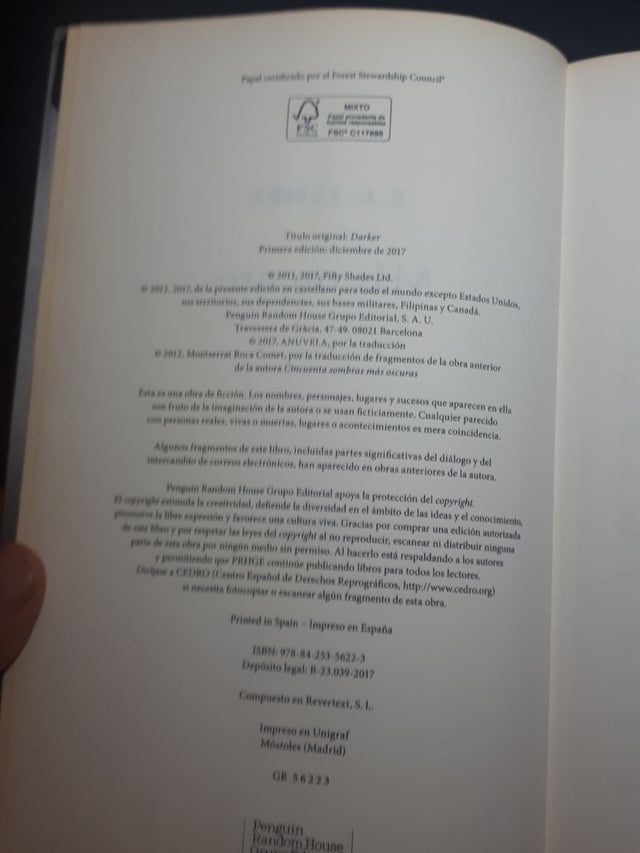 Papel certificado por el Forest Stewardship Council®
MIXTO
Papel procedente de
fuentes responsables
FSC
FSC® C117695
Título original: Darker
Primera edición: diciembre de 2017
© 2011, 2017, Fifty Shades Ltd.
© 2012, 2017, de la presente edición en castellano para todo el mundo excepto Estados Unidos,
sus territorios, sus dependencias, sus bases militares, Filipinas y Canadá.
Penguin Random House Grupo Editorial, S. A. U.
Travessera de Gràcia, 47-49. 08021 Barcelona
© 2017, ANUVELA, por la traducción
© 2012, Montserrat Roca Comet, por la traducción de fragmentos de la obra anterior
de la autora Cincuenta sombras más oscuras
Esta es una obra de ficción. Los nombres, personajes, lugares y sucesos que aparecen en ella
son fruto de la imaginación de la autora o se usan ficticiamente. Cualquier parecido
con personas reales, vivas o muertas, lugares o acontecimientos es mera coincidencia.
Algunos fragmentos de este libro, incluidas partes significativas del diálogo y del
intercambio de correos electrónicos, han aparecido en obras anteriores de la autora.
Penguin Random House Grupo Editorial apoya la protección del copyright.
El copyright estimula la creatividad, defiende la diversidad en el ámbito de las ideas y el conocimiento,
promueve la libre expresión y favorece una cultura viva. Gracias por comprar una edición autorizada
de este libro y por respetar las leyes del copyright al no reproducir, escanear ni distribuir ninguna
parte de esta obra por ningún medio sin permiso. Al hacerlo está respaldando a los autores
y permitiendo que PRHGE continúe publicando libros para todos los lectores.
Diríjase a CEDRO (Centro Español de Derechos Reprográficos, http://www.cedro.org)
si necesita fotocopiar o escanear algún fragmento de esta obra.
Printed in Spain – Impreso en España
ISBN: 978-84-253-5622-3
Depósito legal: B-23.039-2017
Compuesto en Revertext, S. L.
Impreso en Unigraf
Móstoles (Madrid)
GR 56223
Penguin
Random House
Grupo Editorial